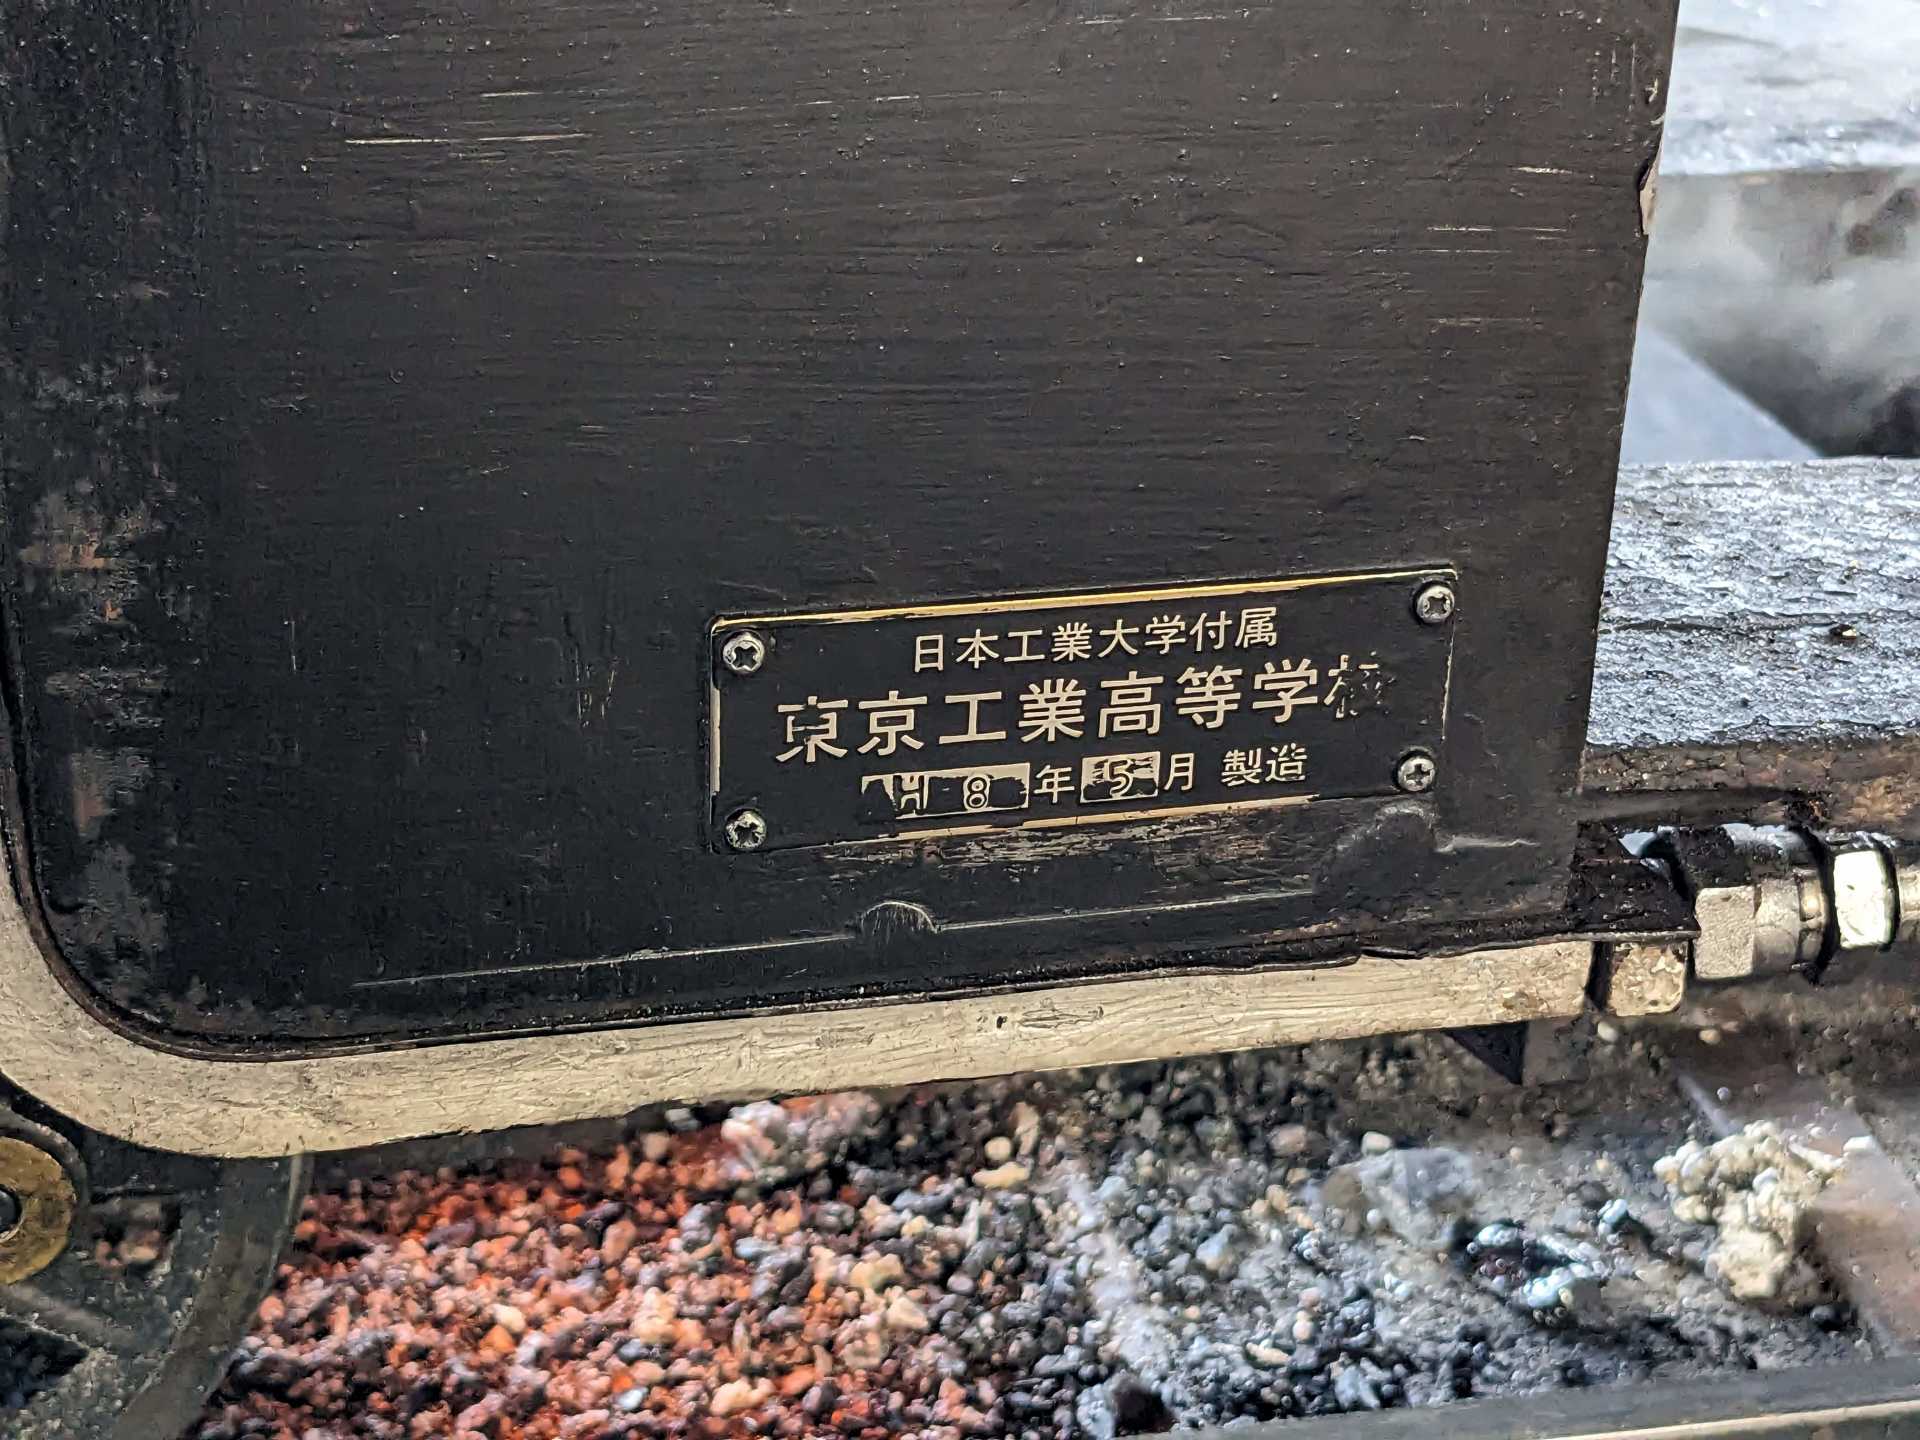 日本工業大学付属
東京工業高等学校
H 8年5月 製造